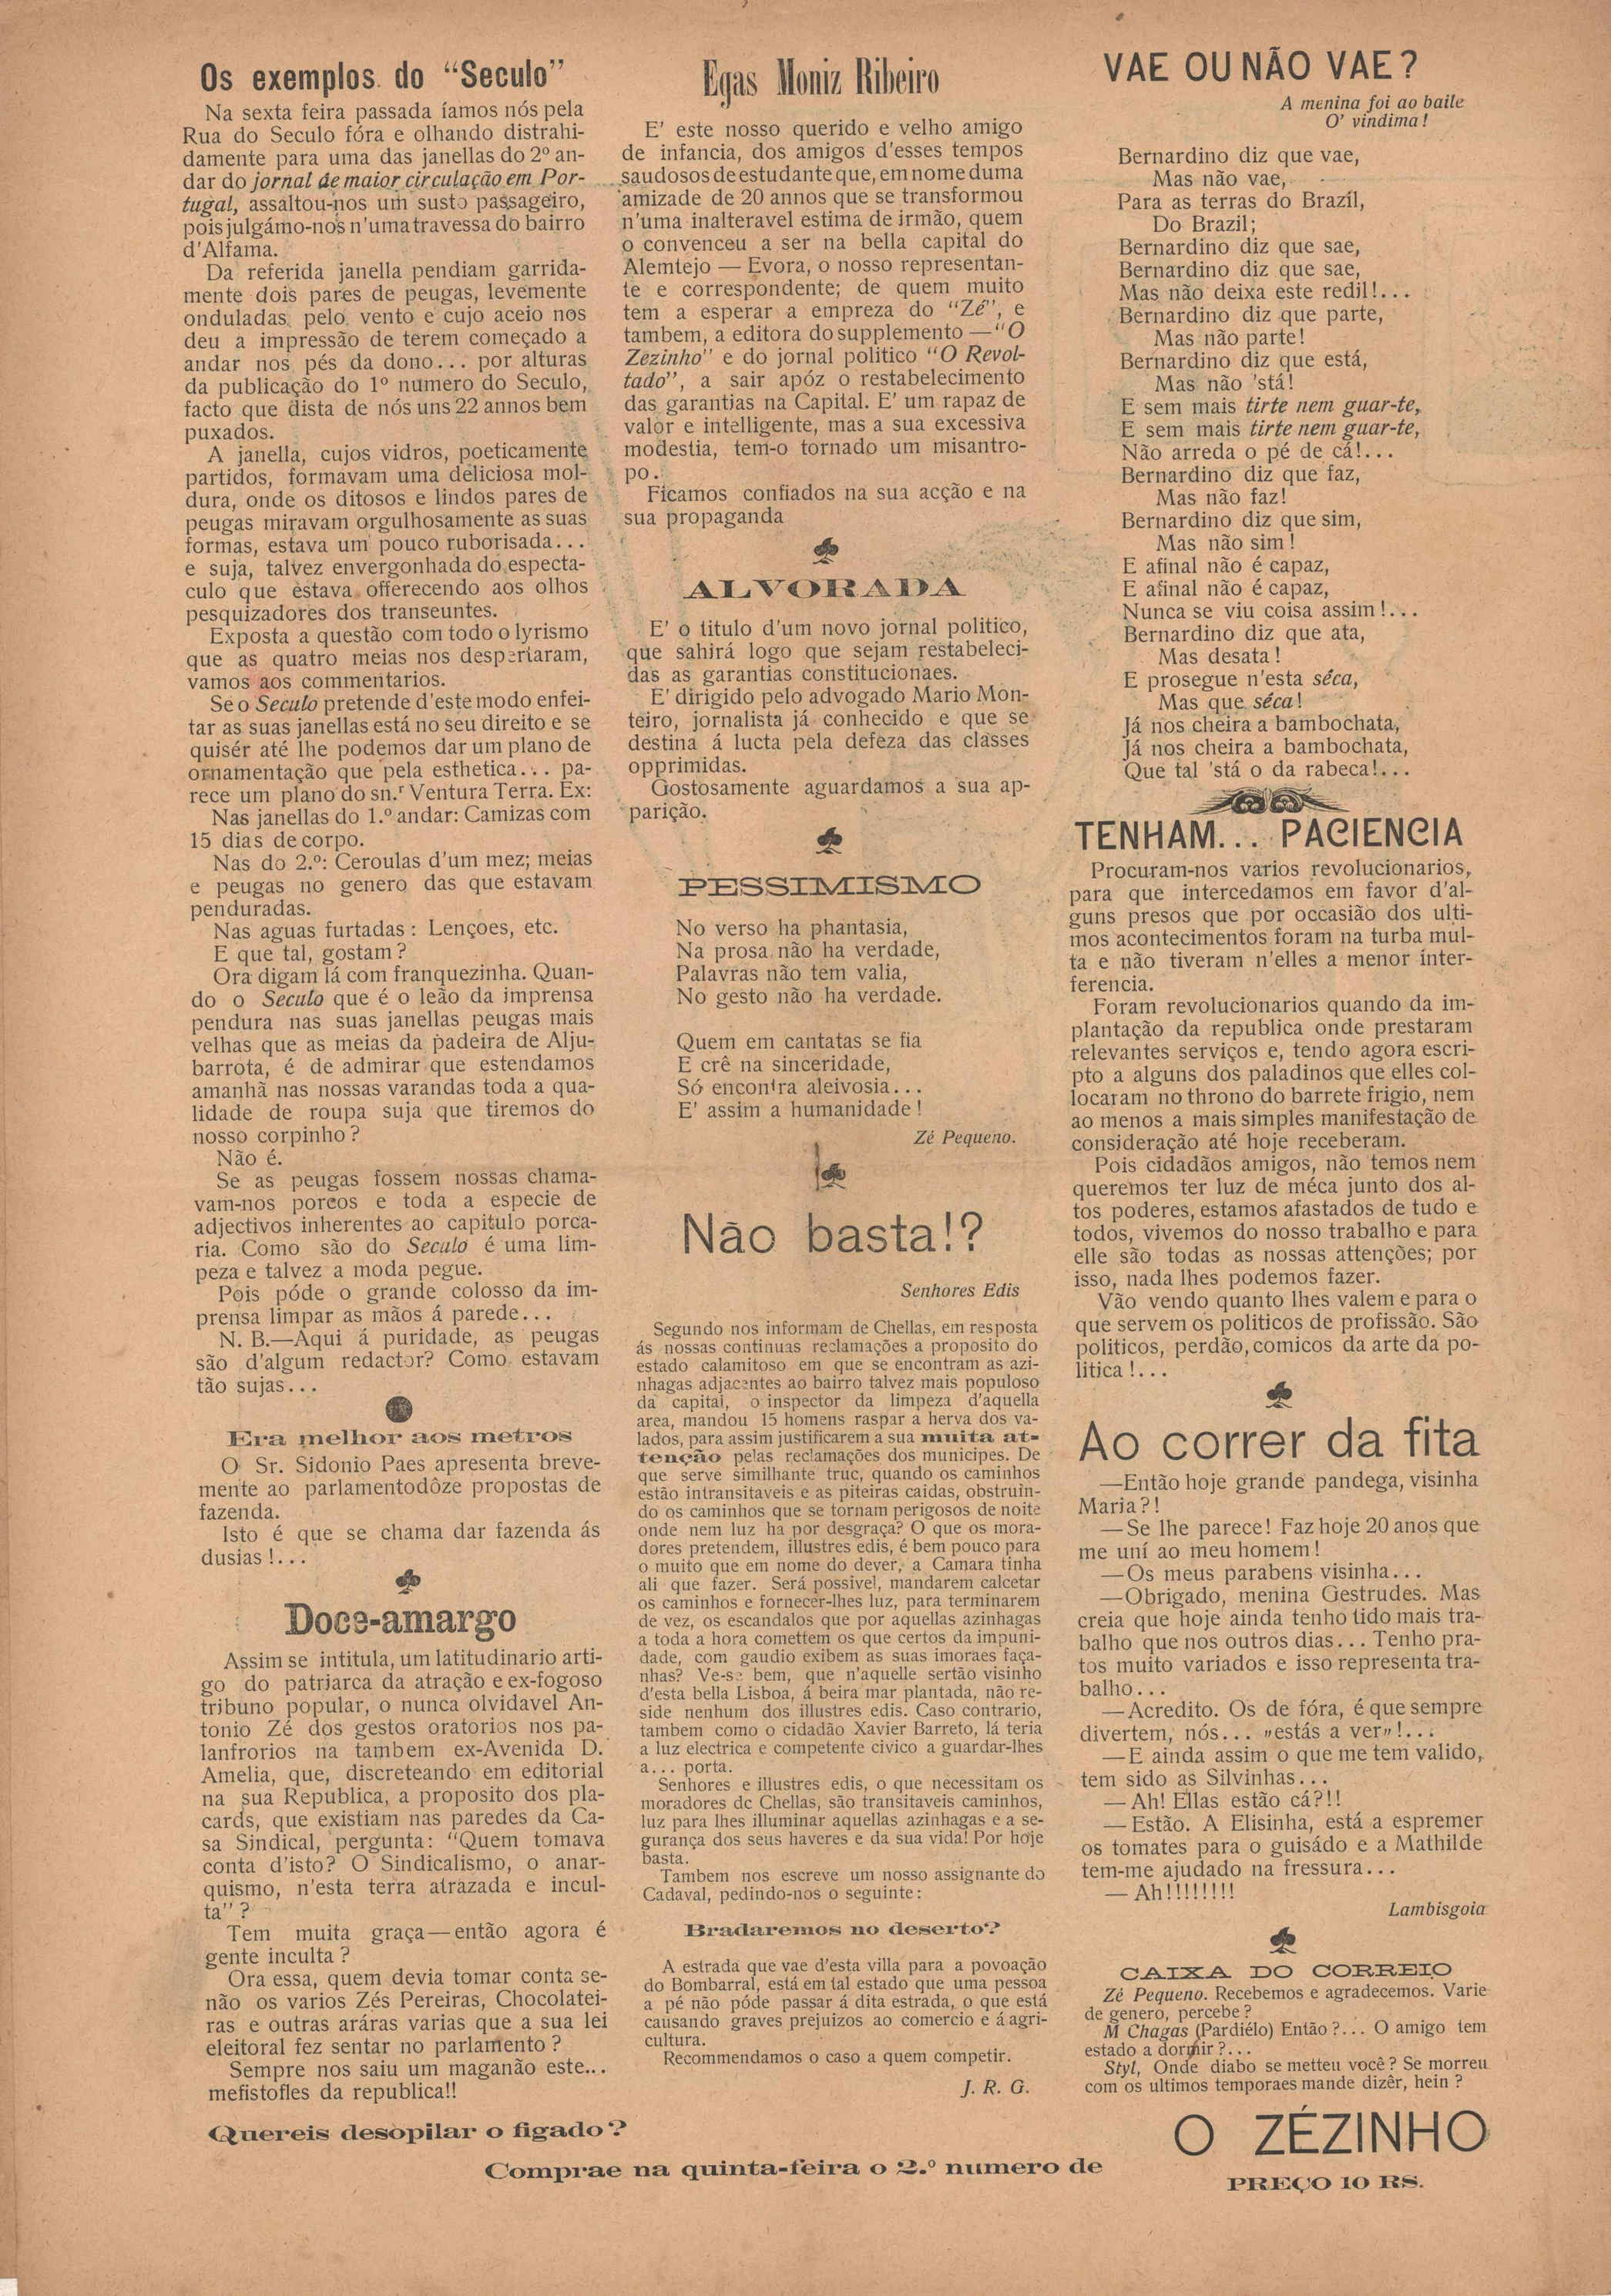 Os exemplos do "Seculo"
Na sexta feira passada íamos nós pela
Rua do Seculo fóra e olhando distrahi-
damente para uma das janellas do 2º an-
dar do jornal de maior circulação em Por-
tugal, assaltou-nos um susto passageiro,
pois julgámo-nos n'uma travessa do bairro
d'Alfama.
Da referida janella pendiam garrida-
mente dois pares de peugas, levemente
onduladas pelo vento e cujo aceio nos
deu a impressão de terem começado a
andar nos pés da dono... por alturas
da publicação do 1º numero do Seculo,
facto que dista de nós uns 22 annos bem
puxados.
A janella, cujos vidros, poeticamente
partidos, formavam uma deliciosa mol-
dura, onde os ditosos e lindos pares de
peugas miravam orgulhosamente as suas
formas, estava um pouco ruborisada...
e suja, talvez envergonhada do especta-
culo que estava offerecendo aos olhos
pesquizadores dos transeuntes.
Exposta a questão com todo o lyrismo
que as quatro meias nos despertaram,
vamos aos commentarios.
Se o Seculo pretende d'este modo enfei-
tar as suas janellas está no seu direito e se
quisér até lhe podemos dar um plano de
ornamentação que pela esthetica... pa-
rece um plano do sn.r Ventura Terra. Ex:
Nas janellas do 1.º andar: Camizas com
15 dias de corpo.
Nas do 2.º: Ceroulas d'um mez; meias
e peugas no genero das que estavam
penduradas.
Nas aguas furtadas: Lençoes, etc.
E que tal, gostam?
Ora digam lá com franquezinha. Quan-
do o Seculo que é o leão da imprensa
pendura nas suas janellas peugas mais
velhas que as meias da padeira de Alju-
barrota, é de admirar que estendamos
amanhã nas nossas varandas toda a qua-
lidade de roupa suja que tiremos do
nosso corpinho?
Não é.
Se as peugas fossem nossas chama-
vam-nos porcos e toda a especie de
adjectivos inherentes ao capitulo porca-
ria. Como são do Seculo é uma lim-
peza e talvez a moda pegue.
Pois póde o grande colosso da im-
prensa limpar as mãos á parede...
N. B.—Aqui á puridade, as peugas
são d'algum redactor? Como estavam
tão sujas...
Era melhor aos metros
O Sr. Sidonio Paes apresenta breve-
mente ao parlamento dôze propostas de
fazenda.
Isto é que se chama dar fazenda ás
dusias!...
Doce-amargo
Assim se intitula, um latitudinario arti-
go do patriarca da atração e ex-fogoso
tribuno popular, o nunca olvidavel An-
tonio Zé dos gestos oratorios nos pa-
lanfrorios na tambem ex-Avenida D.
Amelia, que, discreteando em editorial
na sua Republica, a proposito dos pla-
cards, que existiam nas paredes da Ca-
sa Sindical, pergunta: "Quem tomava
conta d'isto? O Sindicalismo, o anar-
quismo, n'esta terra atrazada e incul-
ta"?
Tem muita graça—então agora é
gente inculta?
Ora essa, quem devia tomar conta se-
não os varios Zés Pereiras, Chocolatei-
ras e outras aráras varias que a sua lei
eleitoral fez sentar no parlamento?
Sempre nos saiu um maganão este...
mefistofles da republica!!
Egas Moniz Ribeiro
E' este nosso querido e velho amigo
de infancia, dos amigos d'esses tempos
saudosos de estudante que, em nome duma
amizade de 20 annos que se transformou
n'uma inalteravel estima de irmão, quem
o convenceu a ser na bella capital do
Alemtejo — Evora, o nosso representan-
te e correspondente; de quem muito
tem a esperar a empreza do "Zé", e
tambem, a editora do supplemento—"O
Zezinho" e do jornal politico "O Revol-
tado", a sair apóz o restabelecimento
das garantias na Capital. E' um rapaz de
valor e intelligente, mas a sua excessiva
modestia, tem-o tornado um misantro-
po.
Ficamos confiados na sua acção e na
sua propaganda
ALVORADA
E' o titulo d'um novo jornal politico,
que sahirá logo que sejam restabeleci-
das as garantias constitucionaes.
E' dirigido pelo advogado Mario Mon-
teiro, jornalista já conhecido e que se
destina á lucta pela defeza das classes
opprimidas.
Gostosamente aguardamos a sua ap-
parição.
PESSIMISMO
No verso ha phantasia,
Na prosa não ha verdade,
Palavras não tem valia,
No gesto não ha verdade.
Quem em cantatas se fia
E crê na sinceridade,
Só encontra aleivosia...
E' assim a humanidade!
Zé Pequeno.
Não basta!?
Senhores Edis
Segundo nos informam de Chellas, em resposta
ás nossas continuas reclamações a proposito do
estado calamitoso em que se encontram as azi-
nhagas adjacentes ao bairro talvez mais populoso
da capital, o inspector da limpeza d'aquella
area, mandou 15 homens raspar a herva dos va-
lados, para assim justificarem a sua muita at-
tenção pelas reclamações dos municipes. De
que serve similhante truc, quando os caminhos
estão intransitaveis e as piteiras caidas, obstruin-
do os caminhos que se tornam perigosos de noite
onde nem luz ha por desgraça? O que os mora-
dores pretendem, illustres edis, é bem pouco para
o muito que em nome do dever, a Camara tinha
ali que fazer. Será possivel, mandarem calcetar
os caminhos e fornecer-lhes luz, para terminarem
de vez, os escandalos que por aquellas azinhagas
a toda a hora comettem os que certos da impuni-
dade, com gaudio exibem as suas imoraes faça-
nhas? Ve-se bem, que n'aquelle sertão visinho
d'esta bella Lisboa, á beira mar plantada, não re-
side nenhum dos illustres edis. Caso contrario,
tambem como o cidadão Xavier Barreto, lá teria
a luz electrica e competente civico a guardar-lhes
a... porta.
Senhores e illustres edis, o que necessitam os
moradores de Chellas, são transitaveis caminhos,
luz para lhes illuminar aquellas azinhagas e a se-
gurança dos seus haveres e da sua vida! Por hoje
basta.
Tambem nos escreve um nosso assignante do
Cadaval, pedindo-nos o seguinte:
Bradaremos no deserto?
A estrada que vae d'esta villa para a povoação
do Bombarral, está em tal estado que uma pessoa
a pé não póde passar á dita estrada, o que está
causando graves prejuizos ao comercio e á agri-
cultura.
Recommendamos o caso a quem competir.
J. R. G.
VAE OU NÃO VAE?
A menina foi ao baile
O' vindima!
Bernardino diz que vae,
Mas não vae,
Para as terras do Brazil,
Do Brazil;
Bernardino diz que sae,
Bernardino diz que sae,
Mas não deixa este redil!...
Bernardino diz que parte,
Mas não parte!
Bernardino diz que está,
Mas não 'stá!
E sem mais tirte nem guar-te,
E sem mais tirte nem guar-te,
Não arreda o pé de cá!...
Bernardino diz que faz,
Mas não faz!
Bernardino diz que sim,
Mas não sim!
E afinal não é capaz,
E afinal não é capaz,
Nunca se viu coisa assim!...
Bernardino diz que ata,
Mas desata!
E prosegue n'esta séca,
Mas que séca!
Já nos cheira a bambochata,
Já nos cheira a bambochata,
Que tal 'stá o da rabeca!...
TENHAM... PACIENCIA
Procuram-nos varios revolucionarios,
para que intercedamos em favor d'al-
guns presos que por occasião dos ulti-
mos acontecimentos foram na turba mul-
ta e não tiveram n'elles a menor inter-
ferencia.
Foram revolucionarios quando da im-
plantação da republica onde prestaram
relevantes serviços e, tendo agora escri-
pto a alguns dos paladinos que elles col-
locaram no throno do barrete frigio, nem
ao menos a mais simples manifestação de
consideração até hoje receberam.
Pois cidadãos amigos, não temos nem
queremos ter luz de méca junto dos al-
tos poderes, estamos afastados de tudo e
todos, vivemos do nosso trabalho e para
elle são todas as nossas attenções; por
isso, nada lhes podemos fazer.
Vão vendo quanto lhes valem e para o
que servem os politicos de profissão. São
politicos, perdão, comicos da arte da po-
litica!...
Ao correr da fita
—Então hoje grande pandega, visinha
Maria?!
—Se lhe parece! Faz hoje 20 anos que
me uní ao meu homem!
—Os meus parabens visinha...
—Obrigado, menina Gestrudes. Mas
creia que hoje ainda tenho tido mais tra-
balho que nos outros dias... Tenho pra-
tos muito variados e isso representa tra-
balho...
—Acredito. Os de fóra, é que sempre
divertem, nós... »estás a ver»!...
—E ainda assim o que me tem valido,
tem sido as Silvinhas...
—Ah! Ellas estão cá?!!
—Estão. A Elisinha, está a espremer
os tomates para o guisádo e a Mathilde
tem-me ajudado na fressura...
—Ah!!!!!!!!
Lambisgoia
CAIXA DO CORREIO
Zé Pequeno. Recebemos e agradecemos. Varie
de genero, percebe?
M Chagas (Pardiélo) Então?... O amigo tem
estado a dormir?...
Styl, Onde diabo se metteu você? Se morreu
com os ultimos temporaes mande dizêr, hein?
Quereis desopilar o figado?
Comprae na quinta-feira o 2.º numero de
O ZÉZINHO
PREÇO 10 RS.